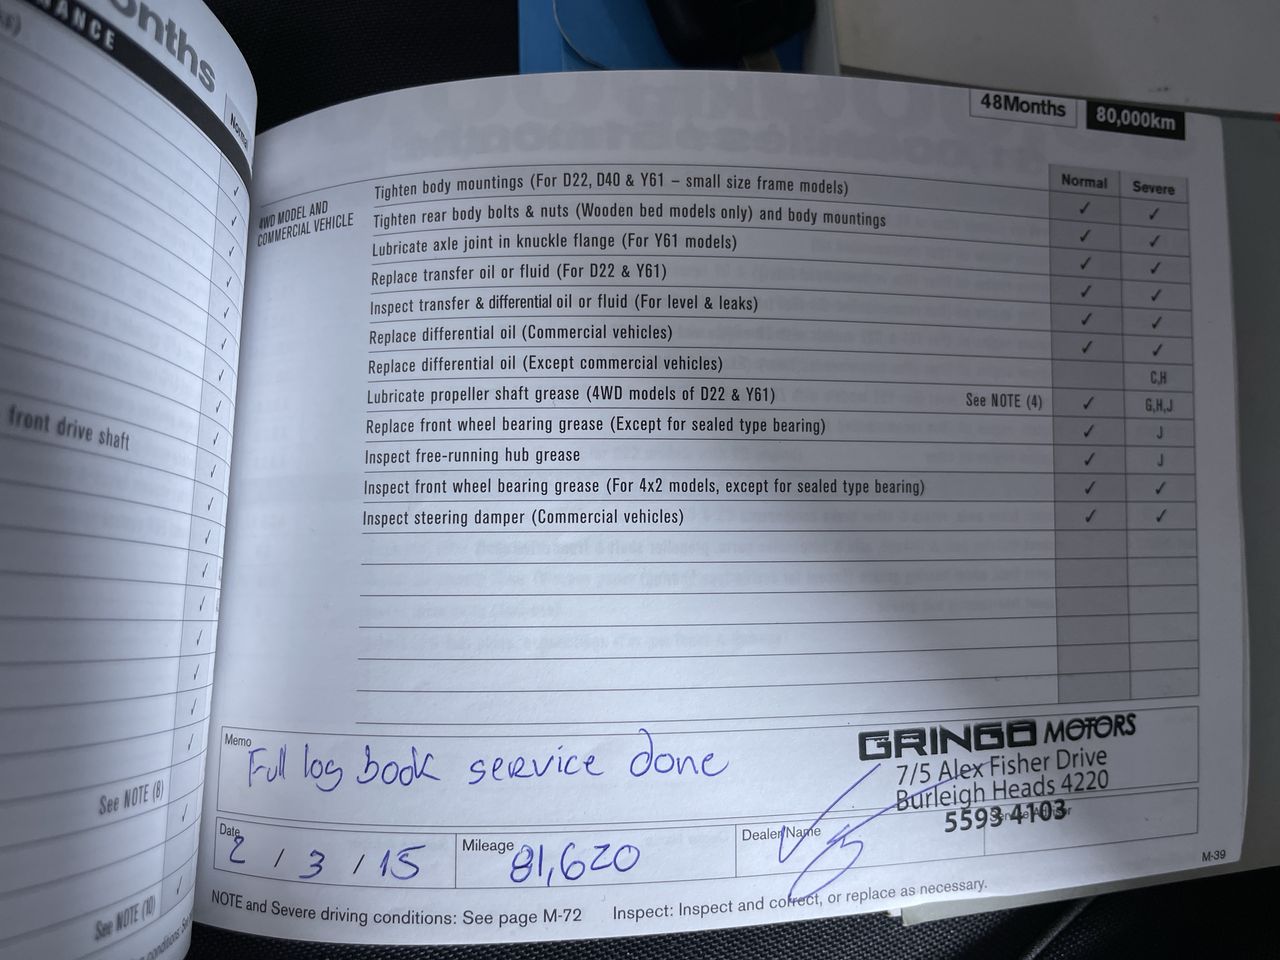 onths
NANCE
Normal
front drive shaft
See NOTE (8)
See NOTE (10)
48Months
80,000km
Normal
Severe
4WD MODEL AND
COMMERCIAL VEHICLE
Tighten body mountings (For D22, D40 & Y61 – small size frame models) ✓ ✓
Tighten rear body bolts & nuts (Wooden bed models only) and body mountings ✓ ✓
Lubricate axle joint in knuckle flange (For Y61 models) ✓ ✓
Replace transfer oil or fluid (For D22 & Y61) ✓ ✓
Inspect transfer & differential oil or fluid (For level & leaks) ✓ ✓
Replace differential oil (Commercial vehicles) ✓ ✓
Replace differential oil (Except commercial vehicles) C,H
Lubricate propeller shaft grease (4WD models of D22 & Y61) See NOTE (4) ✓ G,H,J
Replace front wheel bearing grease (Except for sealed type bearing) ✓ J
Inspect free-running hub grease ✓ J
Inspect front wheel bearing grease (For 4x2 models, except for sealed type bearing) ✓ ✓
Inspect steering damper (Commercial vehicles) ✓ ✓
Memo
Full log book service done
GRINGO MOTORS
7/5 Alex Fisher Drive
Burleigh Heads 4220
5593 4103
Date
2 / 3 / 15
Mileage
81,620
Dealer Name
M-39
NOTE and Severe driving conditions: See page M-72
Inspect: Inspect and correct, or replace as necessary.